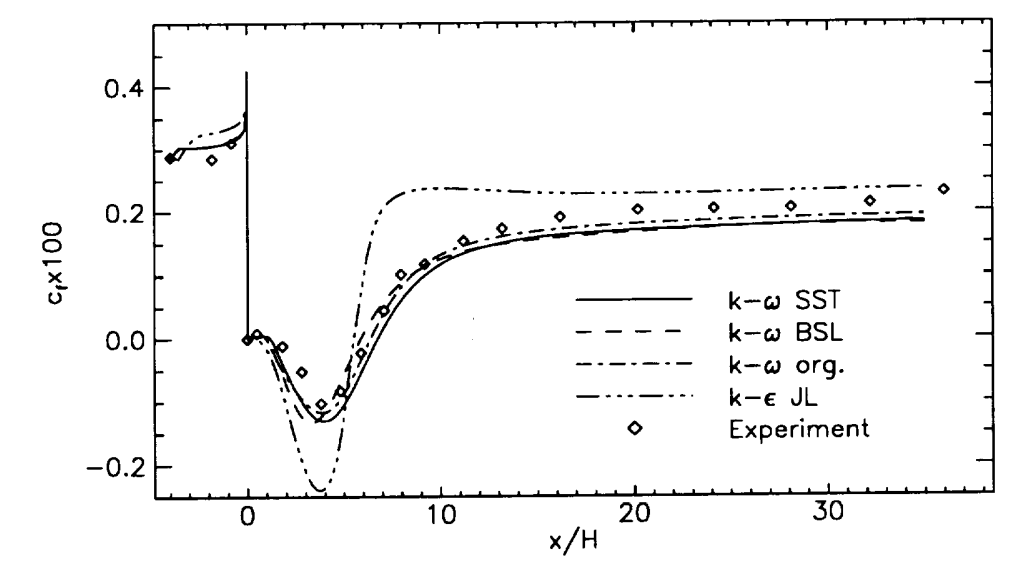 0.4
0.2
0.0
−0.2
c_f x100
0
10
20
30
x/H
k−ω SST
k−ω BSL
k−ω org.
k−ϵ JL
Experiment